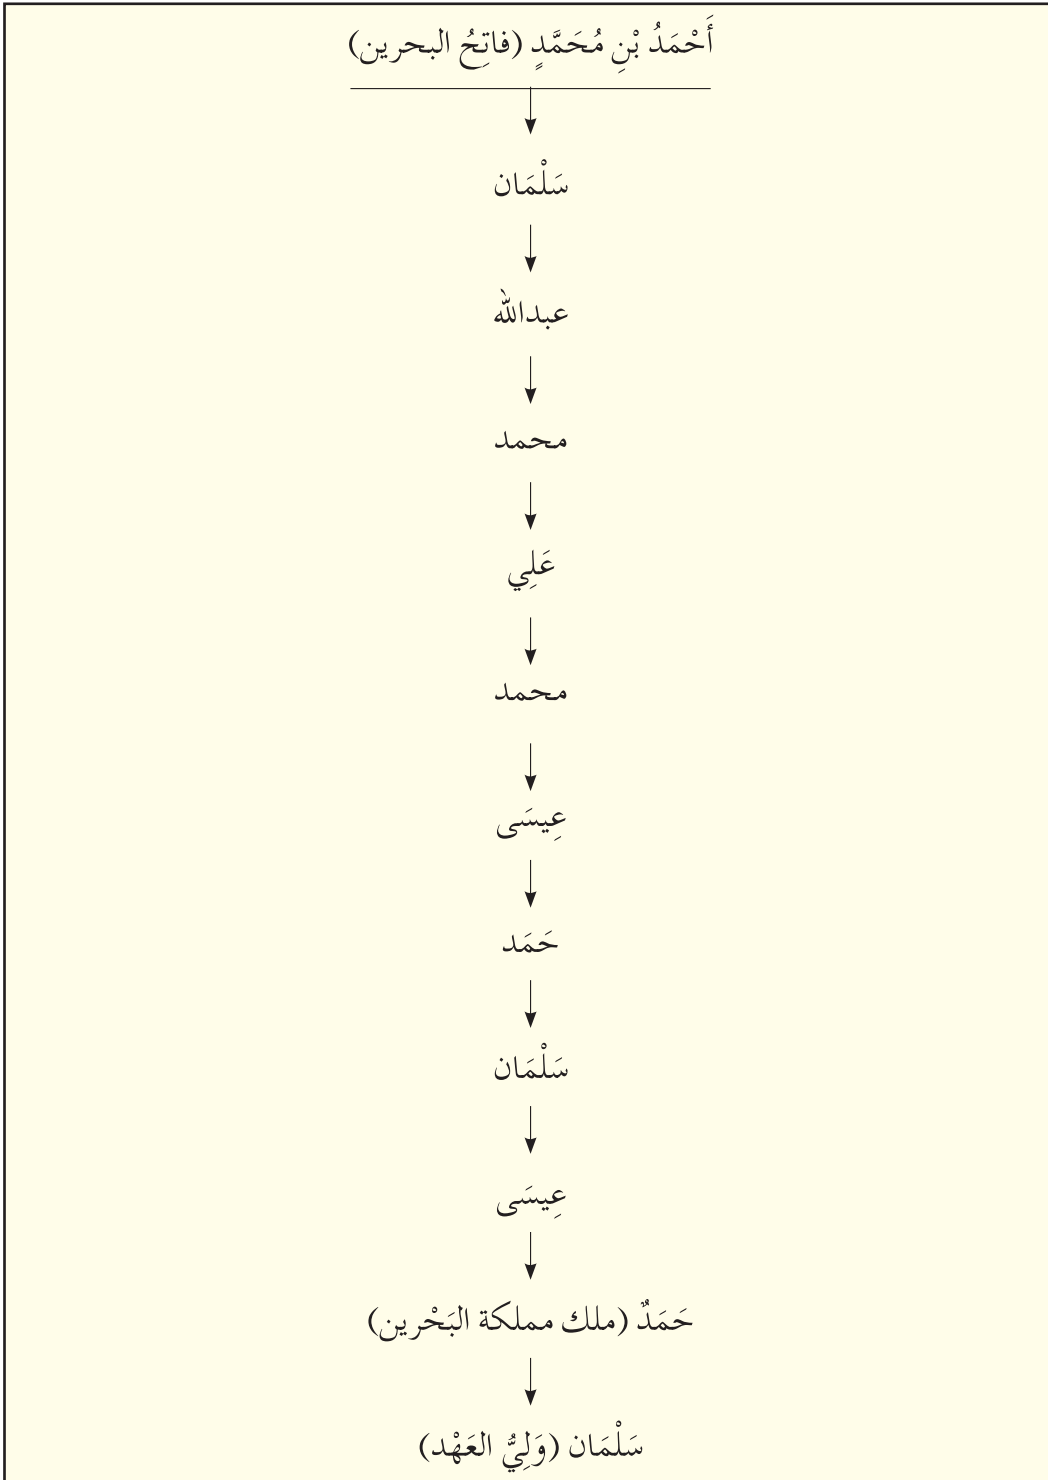 أَحْمَدُ بْنِ مُحَمَّدٍ (فاتِحُ البحرين)
سَلْمَان
عبدالله
محمد
عَلِي
محمد
عِيسَى
حَمَد
سَلْمَان
عِيسَى
حَمَدٌ (ملك مملكة البَحْرين)
سَلْمَان (وَلِيُّ العَهْد)